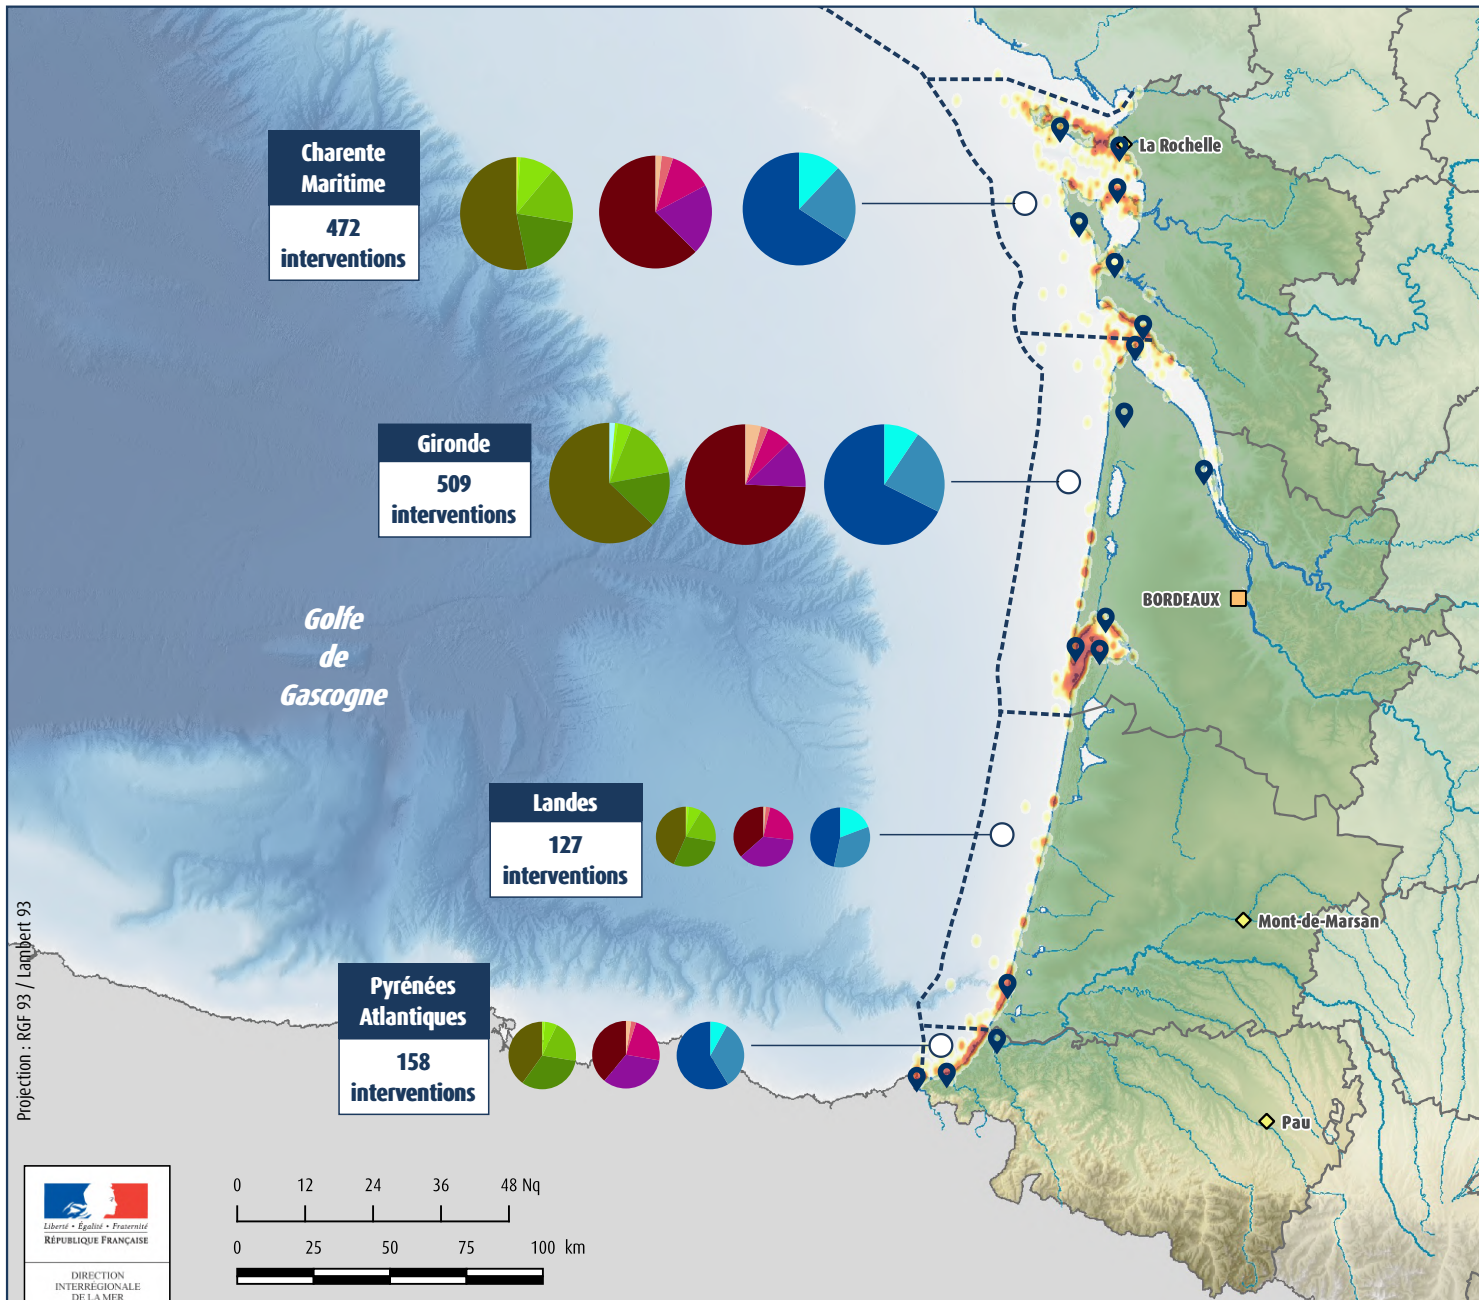 Charente
Maritime
472
interventions
La Rochelle
Gironde
509
interventions
BORDEAUX
Golfe
de
Gascogne
Landes
127
interventions
Mont-de-Marsan
Pyrénées
Atlantiques
158
interventions
Pau
Projection : RGF 93 / Lambert 93
0 12 24 36 48 Nq
0 25 50 75 100 km
Liberté • Égalité • Fraternité
RÉPUBLIQUE FRANÇAISE
DIRECTION
INTERRÉGIONALE
DE LA MER